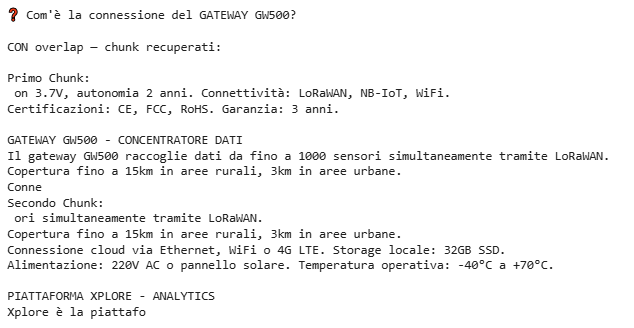 ❓ Com'è la connessione del GATEWAY GW500?
CON overlap — chunk recuperati:
Primo Chunk:
on 3.7V, autonomia 2 anni. Connettività: LoRaWAN, NB-IoT, WiFi.
Certificazioni: CE, FCC, RoHS. Garanzia: 3 anni.
GATEWAY GW500 - CONCENTRATORE DATI
Il gateway GW500 raccoglie dati da fino a 1000 sensori simultaneamente tramite LoRaWAN.
Copertura fino a 15km in aree rurali, 3km in aree urbane.
Conne
Secondo Chunk:
ori simultaneamente tramite LoRaWAN.
Copertura fino a 15km in aree rurali, 3km in aree urbane.
Connessione cloud via Ethernet, WiFi o 4G LTE. Storage locale: 32GB SSD.
Alimentazione: 220V AC o pannello solare. Temperatura operativa: -40°C a +70°C.
PIATTAFORMA XPLORE - ANALYTICS
Xplore è la piattafo